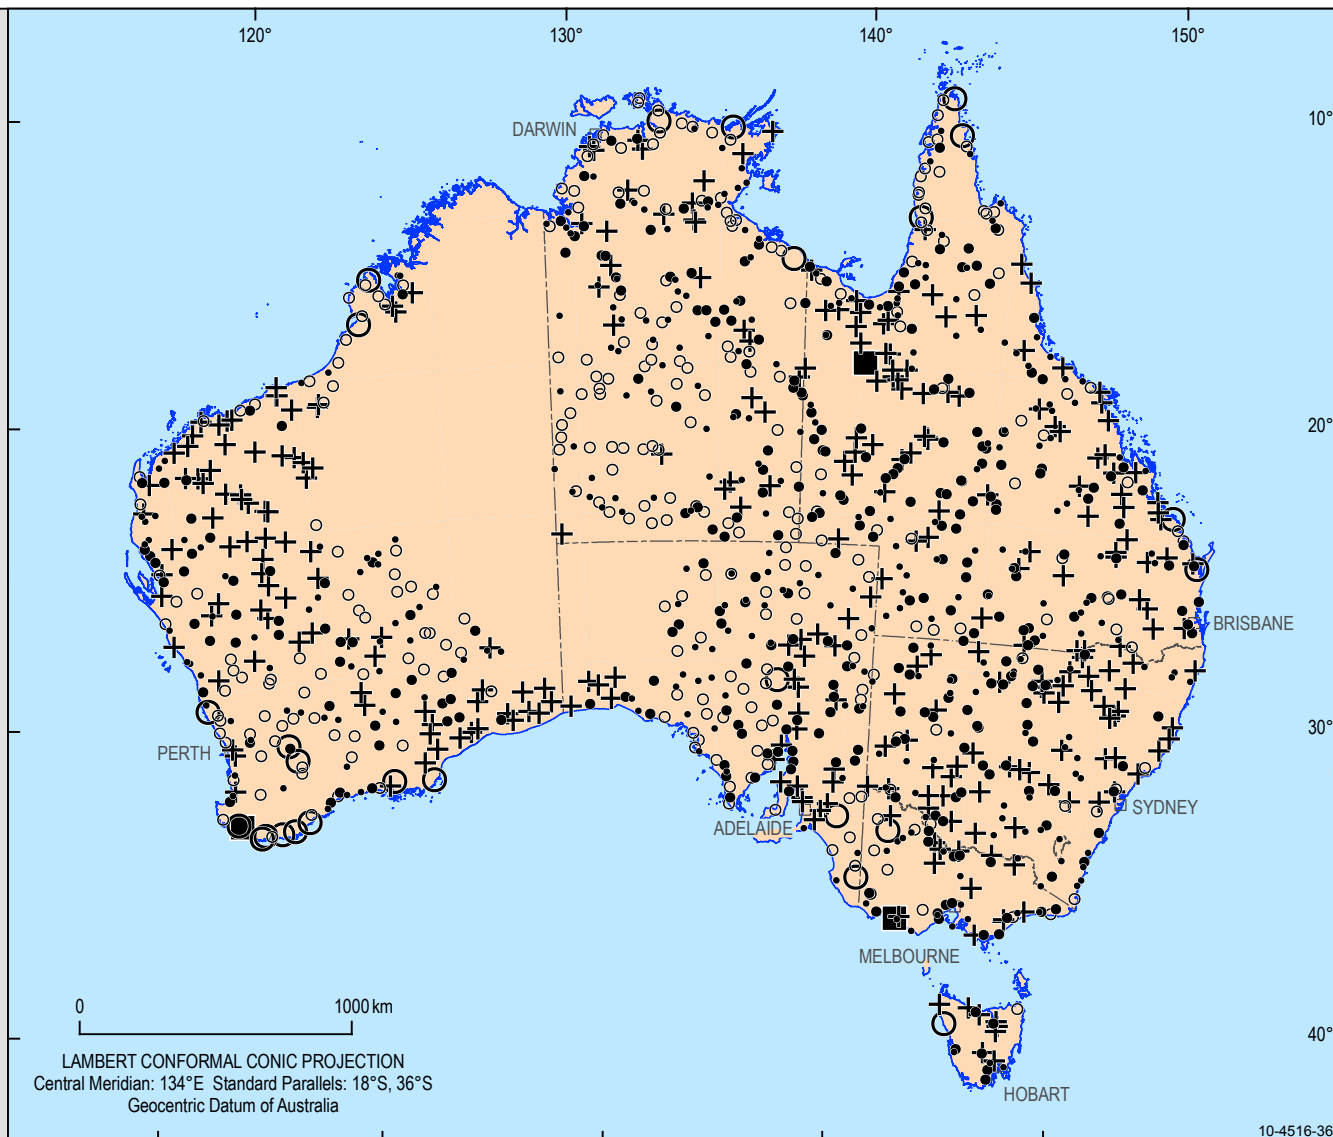 120°
130°
140°
150°
10°
DARWIN
20°
BRISBANE
30°
PERTH
SYDNEY
ADELAIDE
MELBOURNE
0
1000 km
40°
LAMBERT CONFORMAL CONIC PROJECTION
Central Meridian: 134°E Standard Parallels: 18°S, 36°S
Geocentric Datum of Australia
HOBART
10-4516-36